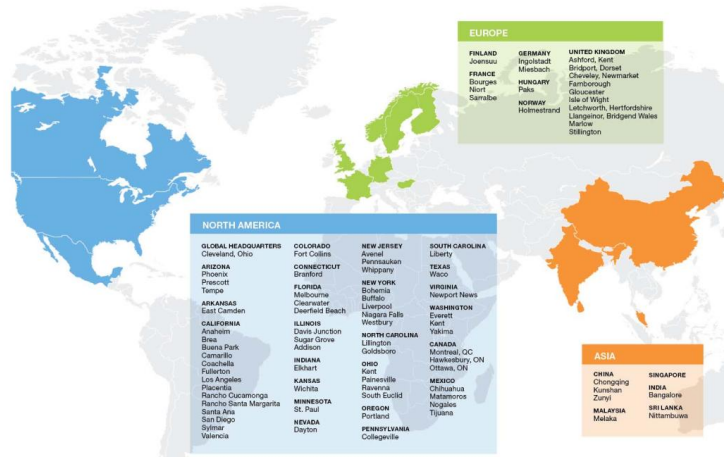 EUROPE
FINLAND
Joensuu
FRANCE
Bourges
Niort
Sarralbe
GERMANY
Ingolstadt
Miesbach
HUNGARY
Paks
NORWAY
Holmestrand
UNITED KINGDOM
Ashford, Kent
Bridport, Dorset
Cheveley, Newmarket
Farnborough
Gloucester
Isle of Wight
Letchworth, Hertfordshire
Llangeinor, Bridgend Wales
Marlow
Stillington
NORTH AMERICA
GLOBAL HEADQUARTERS
Cleveland, Ohio
ARIZONA
Phoenix
Prescott
Tempe
ARKANSAS
East Camden
CALIFORNIA
Anaheim
Brea
Buena Park
Camarillo
Coachella
Fullerton
Los Angeles
Placentia
Rancho Cucamonga
Rancho Santa Margarita
Santa Ana
San Diego
Sylmar
Valencia
COLORADO
Fort Collins
CONNECTICUT
Branford
FLORIDA
Melbourne
Clearwater
Deerfield Beach
ILLINOIS
Davis Junction
Sugar Grove
Addison
INDIANA
Elkhart
KANSAS
Wichita
MINNESOTA
St. Paul
NEVADA
Dayton
NEW JERSEY
Avenel
Pennsauken
Whippany
NEW YORK
Bohemia
Buffalo
Liverpool
Niagara Falls
Westbury
NORTH CAROLINA
Lillington
Goldsboro
OHIO
Kent
Painesville
Ravenna
South Euclid
OREGON
Portland
PENNSYLVANIA
Collegeville
SOUTH CAROLINA
Liberty
TEXAS
Waco
VIRGINIA
Newport News
WASHINGTON
Everett
Kent
Yakima
CANADA
Montreal, QC
Hawkesbury, ON
Ottawa, ON
MEXICO
Chihuahua
Matamoros
Nogales
Tijuana
ASIA
CHINA
Chongqing
Kunshan
Zunyi
MALAYSIA
Melaka
SINGAPORE
INDIA
Bangalore
SRI LANKA
Nittambuwa